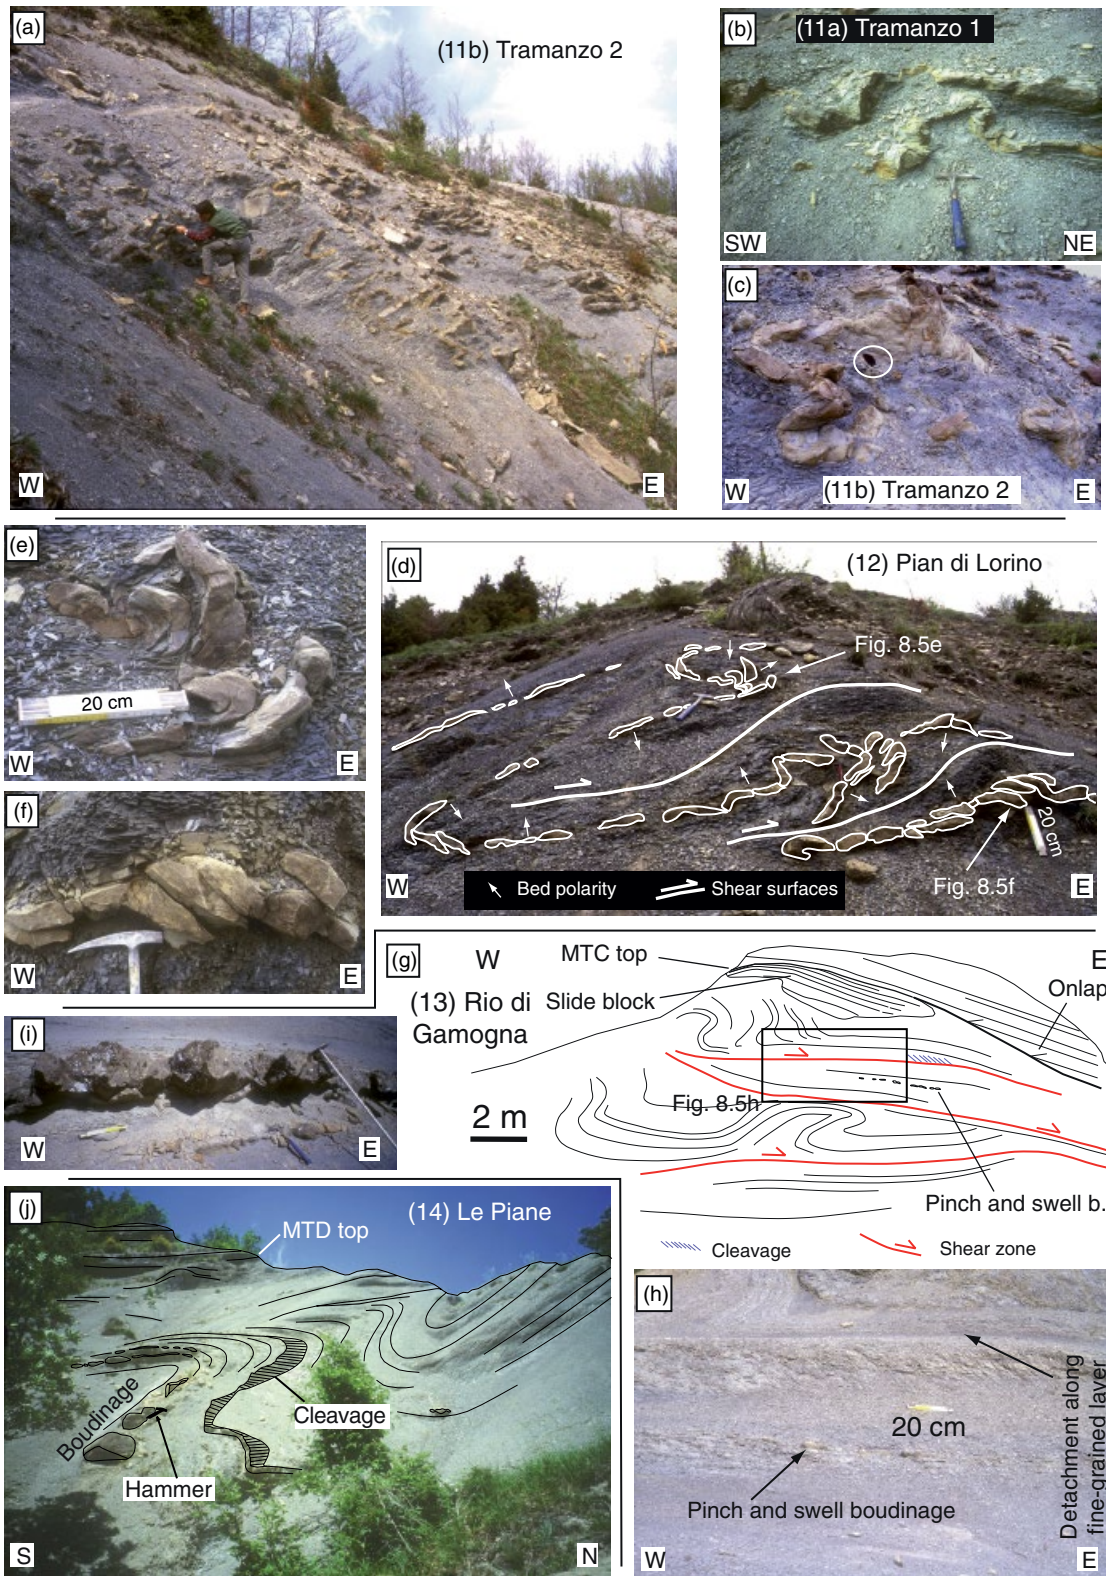 (a)
(11b) Tramanzo 2
W
E
(b)
(11a) Tramanzo 1
SW
NE
(c)
W
(11b) Tramanzo 2
E
(e)
20 cm
W
E
(d)
(12) Pian di Lorino
Fig. 8.5e
20 cm
W
Bed polarity
Shear surfaces
Fig. 8.5f
E
(f)
W
E
(g)
W
E
MTC top
(13) Rio di
Gamogna
Slide block
Onlap
Fig. 8.5h
2 m
Pinch and swell b.
Cleavage
Shear zone
(i)
W
E
(j)
(14) Le Piane
MTD top
Boudinage
Cleavage
Hammer
S
N
(h)
20 cm
Detachment along
fine-grained layer
Pinch and swell boudinage
W
E